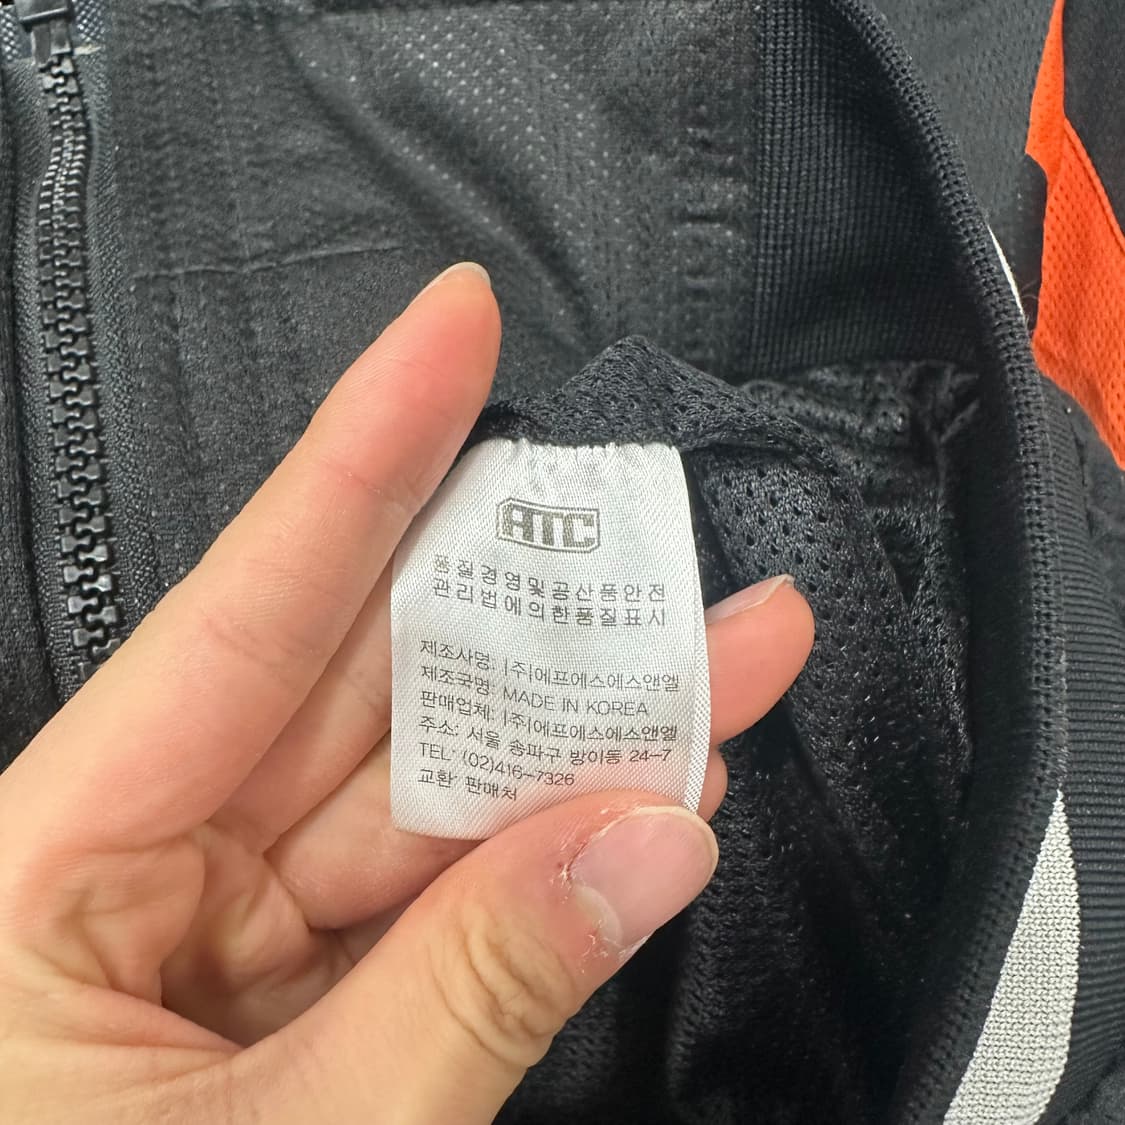 ATC
품질경영및공산품안전
관리법에의한품질표시
제조사명: |주|에프에스에스앤엘
제조국명: MADE IN KOREA
판매업체: |주|에프에스에스앤엘
주소: 서울 송파구 방이동 24-7
TEL: (02)416-7326
교환: 판매처